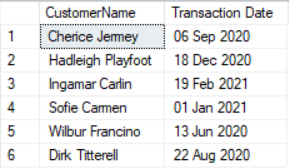 CustomerName Transaction Date
1 Cherice Jermey 06 Sep 2020
2 Hadleigh Playfoot 18 Dec 2020
3 Ingamar Carlin 19 Feb 2021
4 Sofie Carmen 01 Jan 2021
5 Wilbur Francino 13 Jun 2020
6 Dirk Titterell 22 Aug 2020